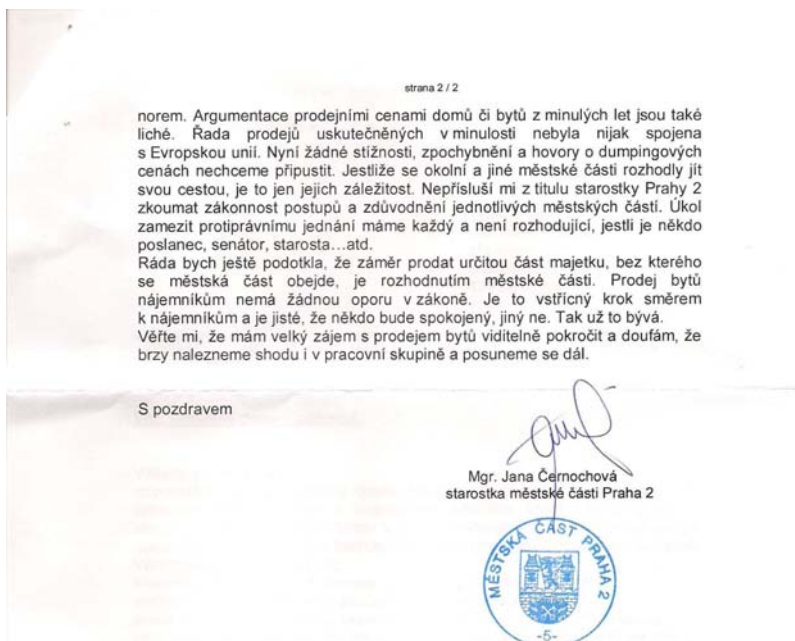 strana 2 / 2
norem. Argumentace prodejními cenami domů či bytů z minulých let jsou také
liché. Řada prodejů uskutečněných v minulosti nebyla nijak spojena
s Evropskou unií. Nyní žádné stížnosti, zpochybnění a hovory o dumpingových
cenách nechceme připustit. Jestliže se okolní a jiné městské části rozhodly jít
svou cestou, je to jen jejich záležitost. Nepřísluší mi z titulu starostky Prahy 2
zkoumat zákonnost postupů a zdůvodnění jednotlivých městských částí. Úkol
zamezit protiprávnímu jednání máme každý a není rozhodující, jestli je někdo
poslanec, senátor, starosta...atd.
Ráda bych ještě podotkla, že záměr prodat určitou část majetku, bez kterého
se městská část obejde, je rozhodnutím městské části. Prodej bytů
nájemníkům nemá žádnou oporu v zákoně. Je to vstřícný krok směrem
k nájemníkům a je jisté, že někdo bude spokojený, jiný ne. Tak už to bývá.
Věřte mi, že mám velký zájem s prodejem bytů viditelně pokročit a doufám, že
brzy nalezneme shodu i v pracovní skupině a posuneme se dál.
S pozdravem
Mgr. Jana Černochová
starostka městské části Praha 2
MĚSTSKÁ ČÁST PRAHA 2
-5-